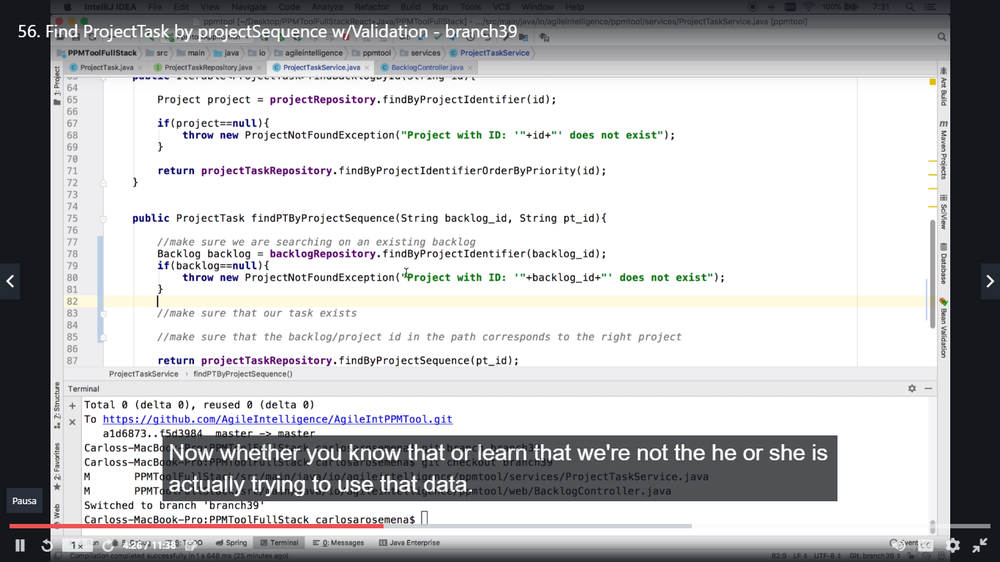 IntelliJ IDEA File Edit View Navigate Code Analyze Refactor Build Run Tools VCS Window Help 100% 7:31
ppmtool [~/Desktop/PPMToolFullStackReact+Java/PPMToolFullStack] - .../src/main/java/io/agileintelligence/ppmtool/services/ProjectTaskService.java [ppmtool]
56. Find ProjectTask by projectSequence w/Validation - branch39
PPMToolFullStack src main java io agileintelligence ppmtool services ProjectTaskService
ProjectTask.java ProjectTaskRepository.java ProjectTaskService.java BacklogController.java
64
65 Project project = projectRepository.findByProjectIdentifier(id);
66
67 if(project==null){
68 throw new ProjectNotFoundException("Project with ID: '"+id+"' does not exist");
69 }
70
71 return projectTaskRepository.findByProjectIdentifierOrderByPriority(id);
72 }
73
74
75 public ProjectTask findPTByProjectSequence(String backlog_id, String pt_id){
76
77 //make sure we are searching on an existing backlog
78 Backlog backlog = backlogRepository.findByProjectIdentifier(backlog_id);
79 if(backlog==null){
80 throw new ProjectNotFoundException("Project with ID: '"+backlog_id+"' does not exist");
81 }
82
83 //make sure that our task exists
84
85 //make sure that the backlog/project id in the path corresponds to the right project
86
87 return projectTaskRepository.findByProjectSequence(pt_id);
ProjectTaskService › findPTByProjectSequence()
1: Project
7: Structure
2: Favorites
Web
Ant Build
Maven Projects
SciView
Database
Bean Validation
Terminal
Total 0 (delta 0), reused 0 (delta 0)
To https://github.com/AgileIntelligence/AgileIntPPMTool.git
a1d6873..f5d3984 master -> master
Carloss-MacBook-Pro:PPMToolFullStack carlosarosemena$ git branch branch39
Carloss-MacBook-Pro:PPMToolFullStack carlosarosemena$ git checkout branch39
M PPMToolFullStack/src/main/java/io/agileintelligence/ppmtool/services/ProjectTaskService.java
M PPMToolFullStack/src/main/java/io/agileintelligence/ppmtool/web/BacklogController.java
Switched to branch 'branch39'
Carloss-MacBook-Pro:PPMToolFullStack carlosarosemena$
Now whether you know that or learn that we're not the he or she is
actually trying to use that data.
Pausa
Spring Terminal 0: Messages Java Enterprise
1× 4:28 / 11:38
Compilation completed successfully in 1 s 648 ms (25 minutes ago) 82:9 LF UTF-8 Git: branch39